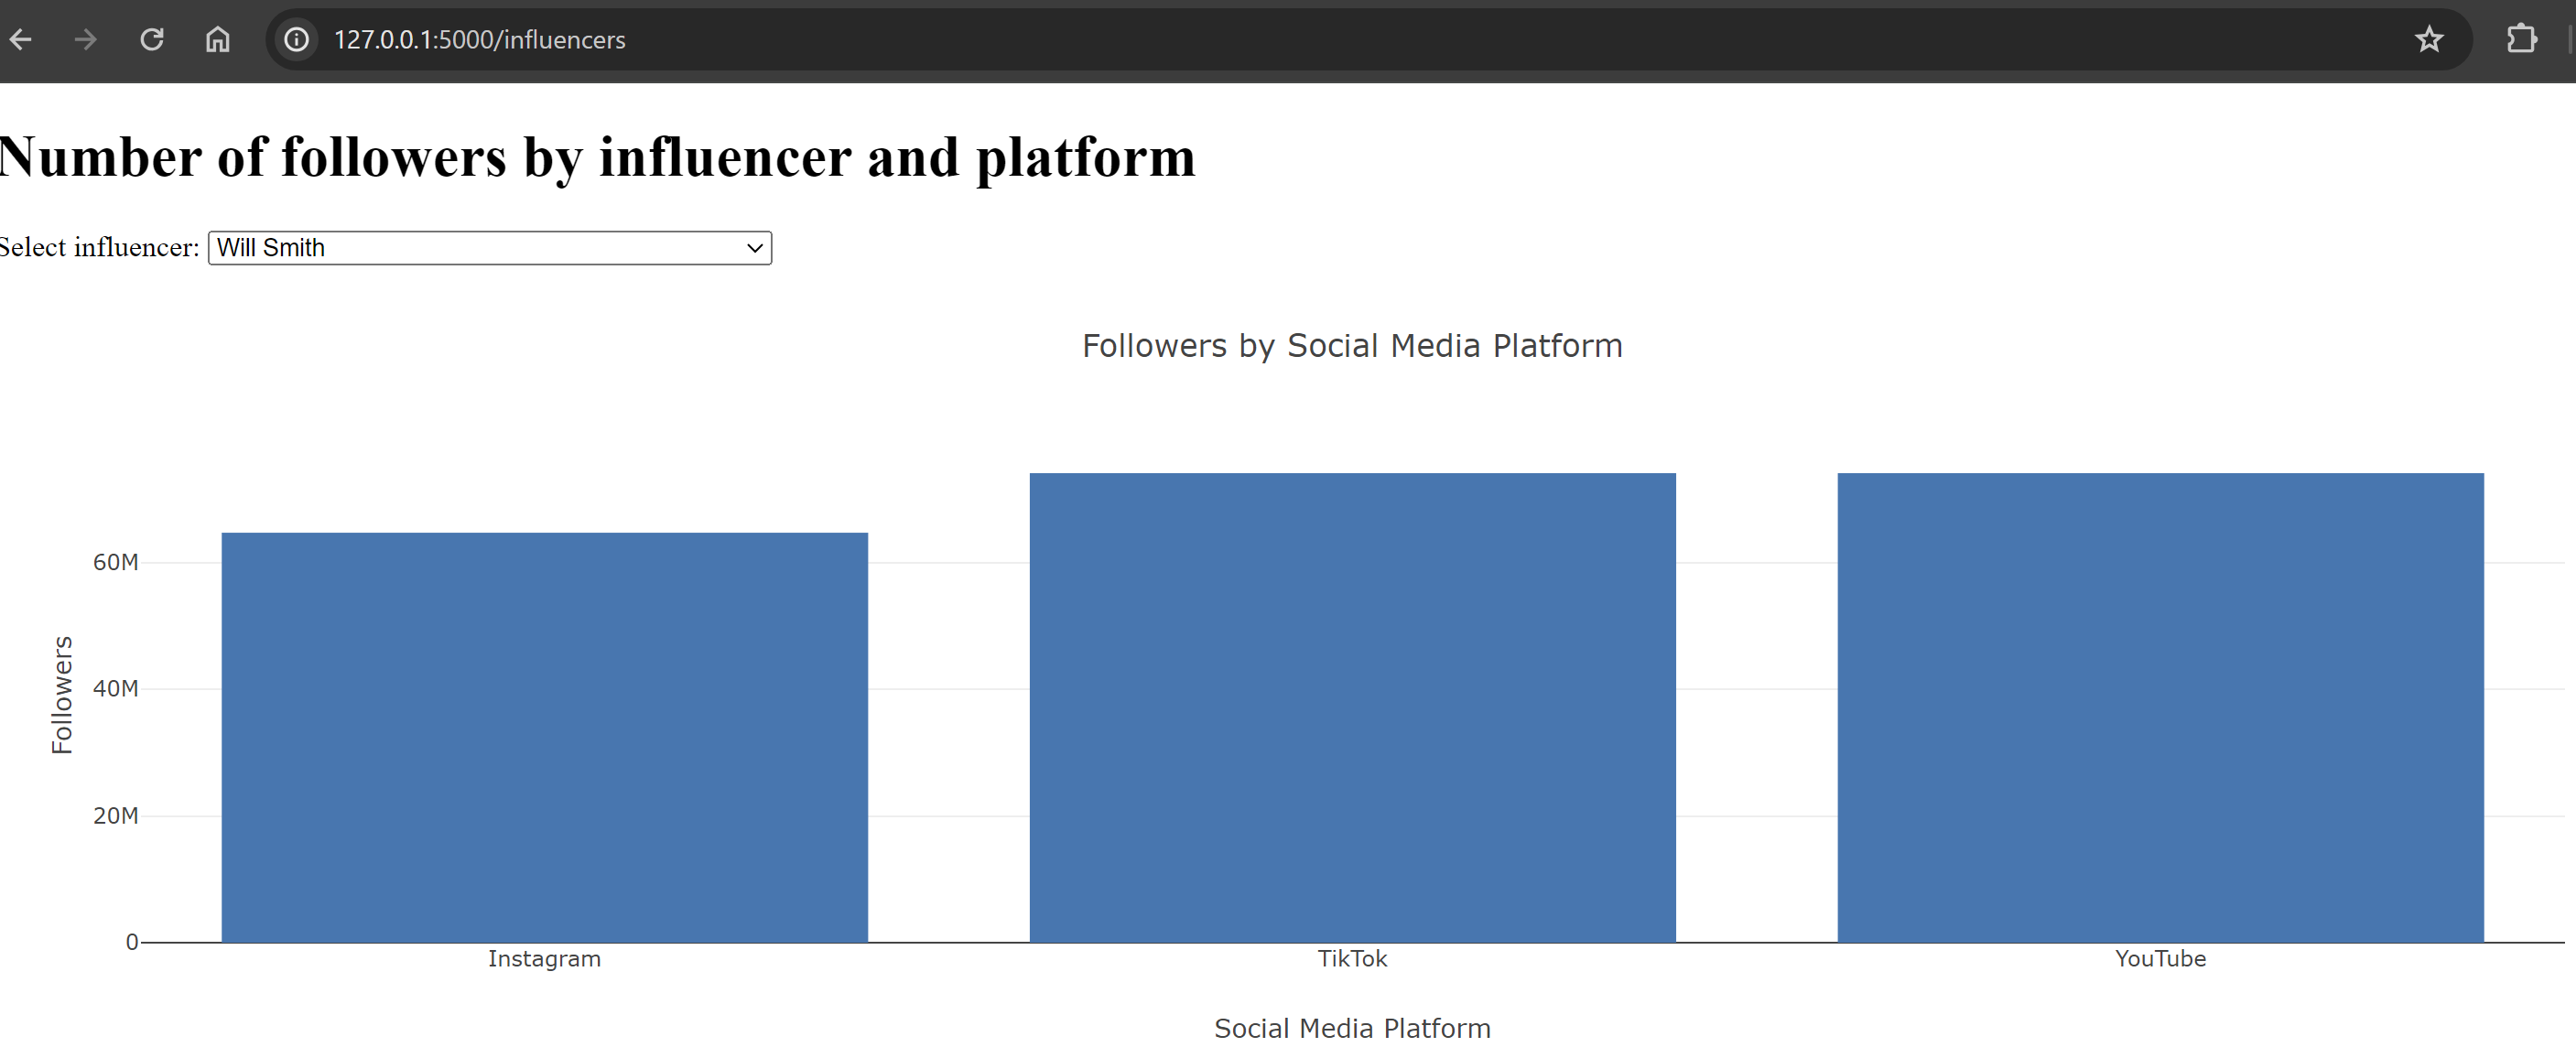 127.0.0.1:5000/influencers
Number of followers by influencer and platform
Select influencer: Will Smith
Followers by Social Media Platform
60M
40M
20M
0
Followers
Instagram TikTok YouTube
Social Media Platform